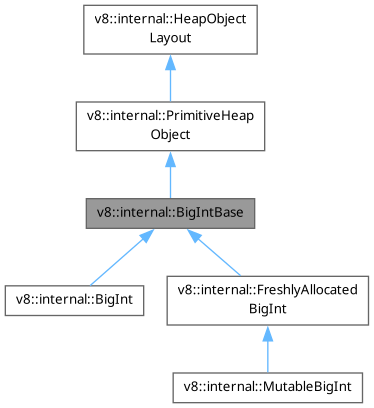 v8::internal::HeapObject
Layout
v8::internal::PrimitiveHeap
Object
v8::internal::BigIntBase
v8::internal::BigInt
v8::internal::FreshlyAllocated
BigInt
v8::internal::MutableBigInt